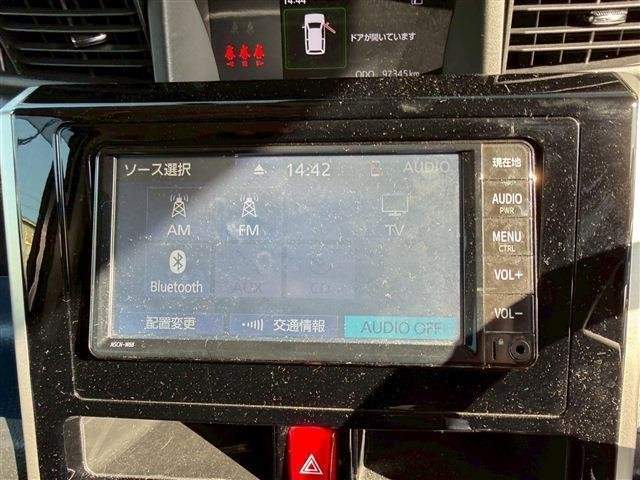 14:44
ドアが開いています
ODO 97345km
ソース選択 14:42 AUDIO
AM FM TV
Bluetooth AUX
配置変更 交通情報 AUDIO OFF
NSCN-W68
現在地
AUDIO
PWR
MENU
CTRL
VOL+
VOL-